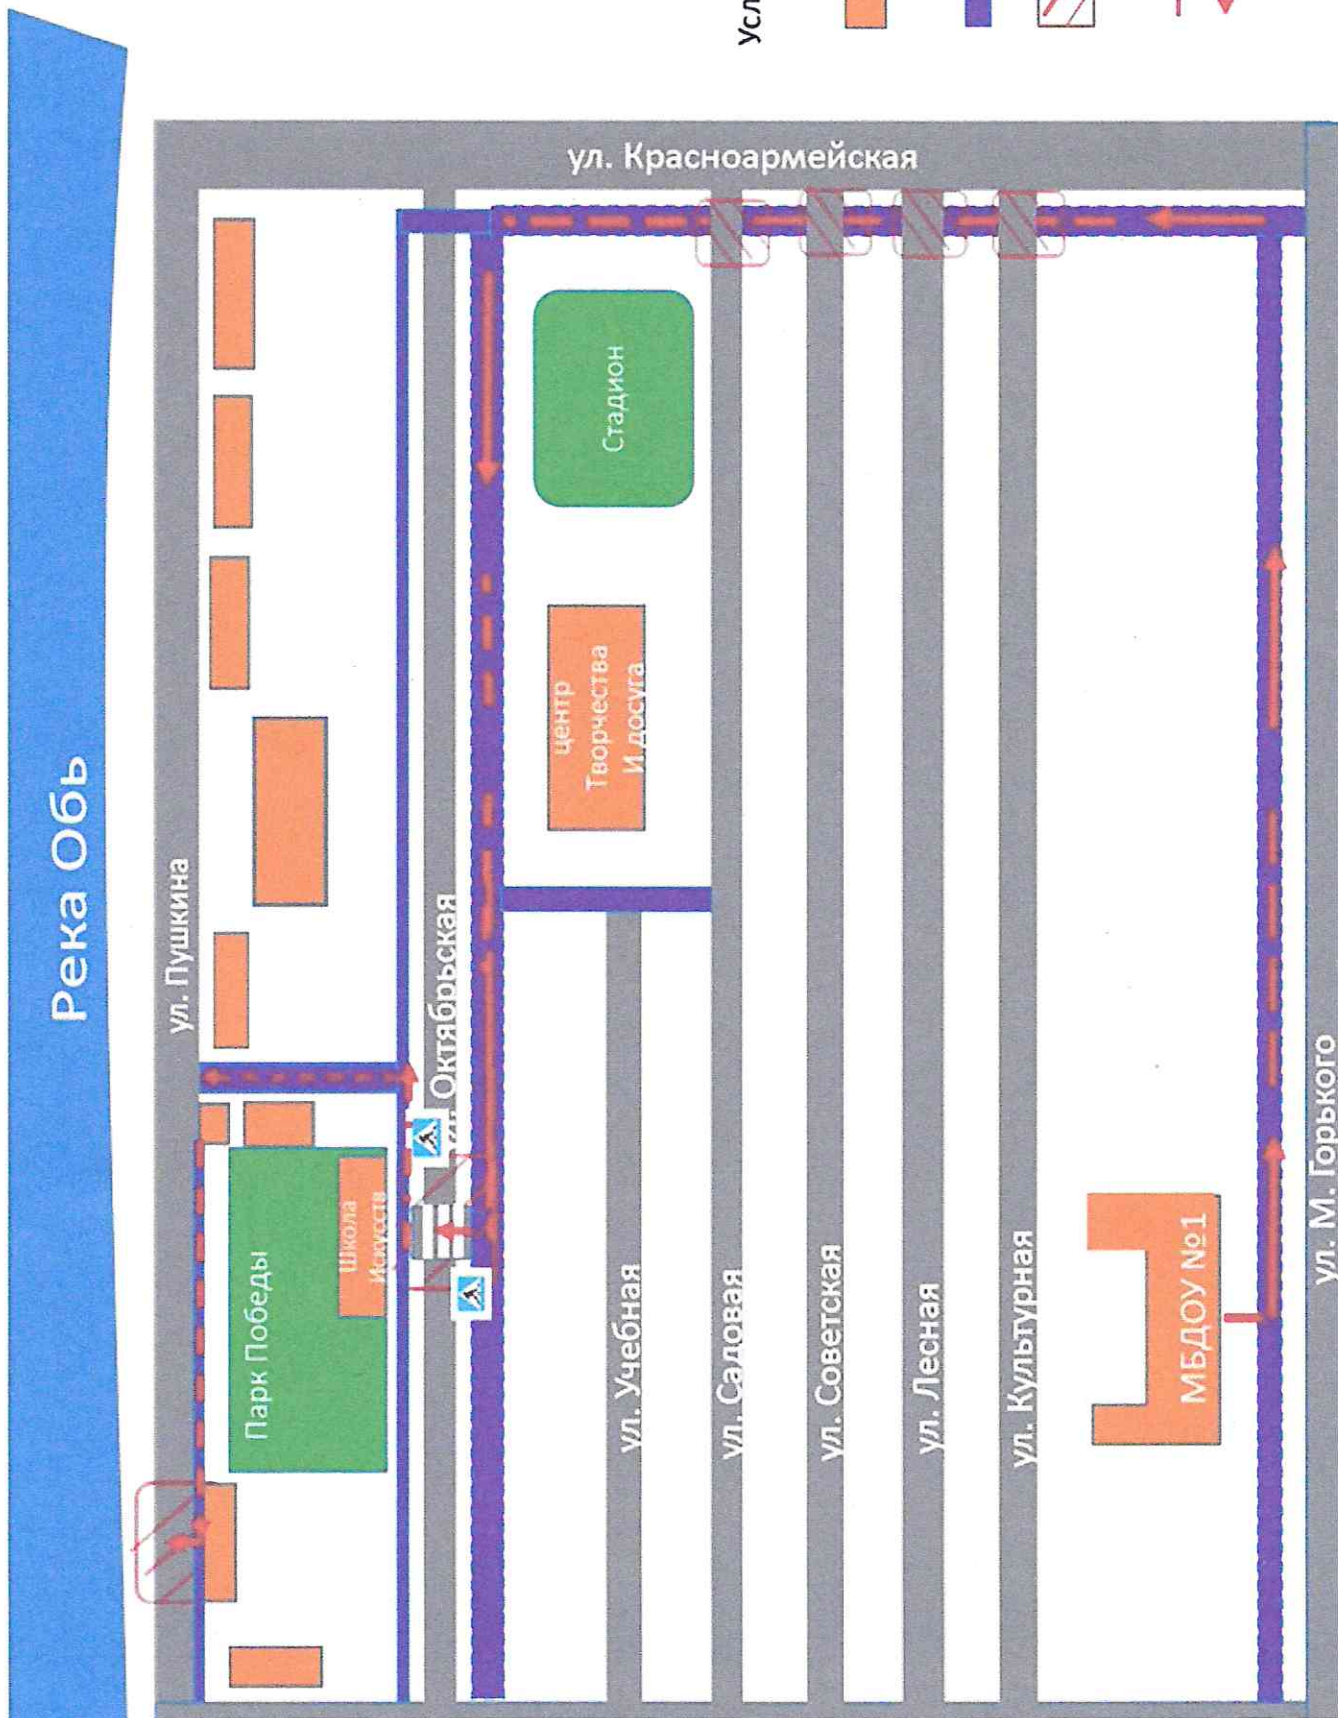 Река Обь
Усл
ул. Красноармейская
ул. Пушкина
Октябрьская
Стадион
центр
Творчества
И досуга
Парк Победы
Школа
Искусств
ул. Учебная
ул. Садовая
ул. Советская
ул. Лесная
ул. Культурная
МБДОУ №1
ул. М. Горького